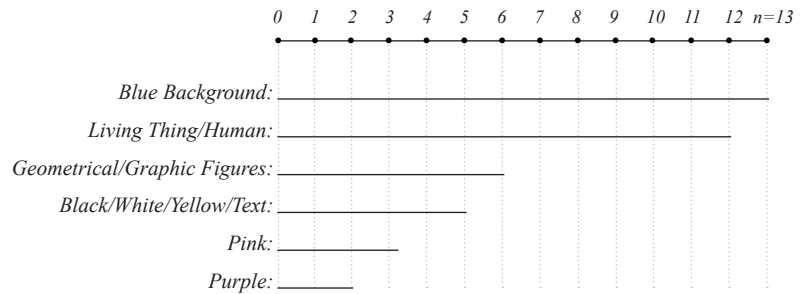 0 1 2 3 4 5 6 7 8 9 10 11 12 n=13
Blue Background:
Living Thing/Human:
Geometrical/Graphic Figures:
Black/White/Yellow/Text:
Pink:
Purple: